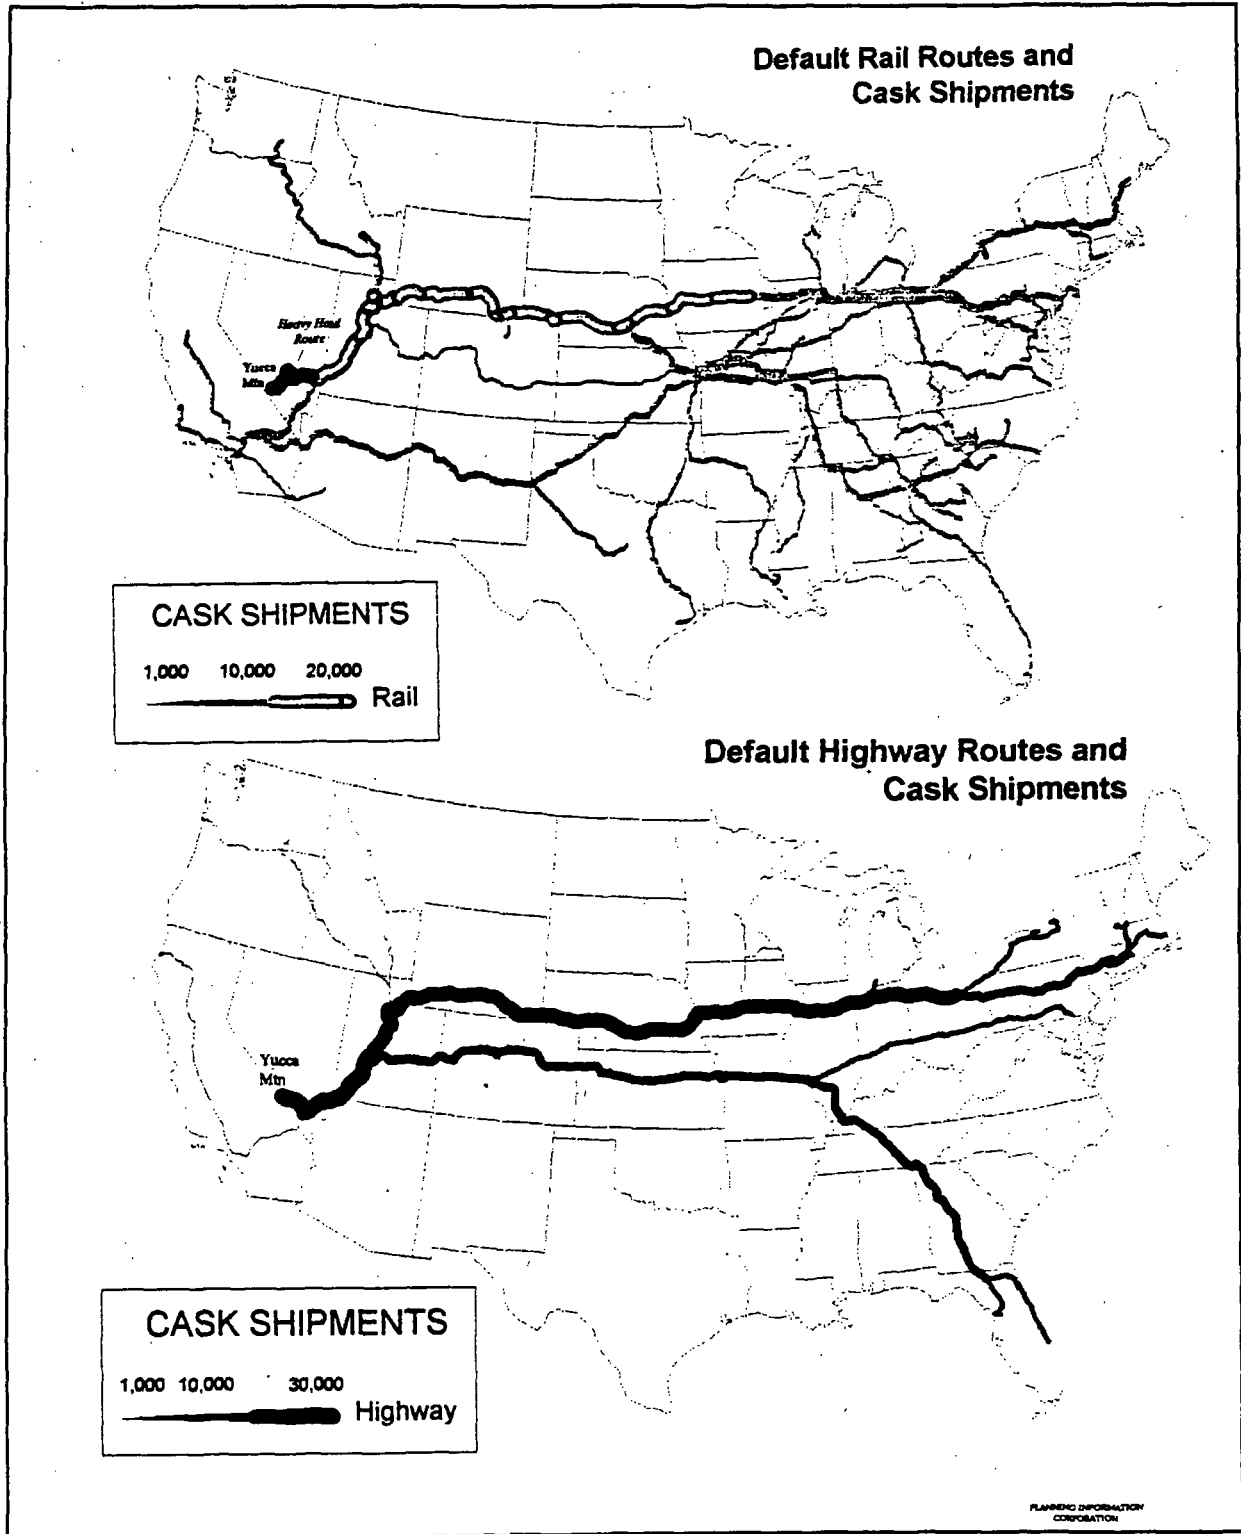 Default Rail Routes and
Cask Shipments
Heavy Haul
Route
Yucca
Mtn
CASK SHIPMENTS
1,000 10,000 20,000
Rail
Default Highway Routes and
Cask Shipments
Yucca
Mtn
CASK SHIPMENTS
1,000 10,000 30,000
Highway
PLANNING INFORMATION
CORPORATION